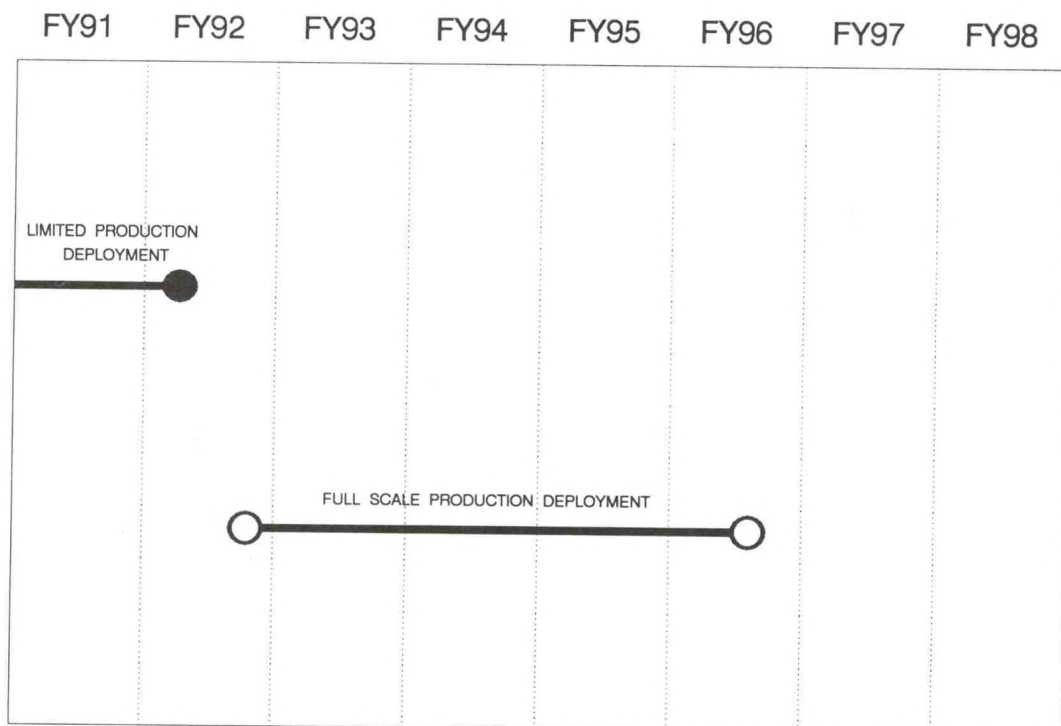 FY91 FY92 FY93 FY94 FY95 FY96 FY97 FY98
LIMITED PRODUCTION
DEPLOYMENT
FULL SCALE PRODUCTION DEPLOYMENT